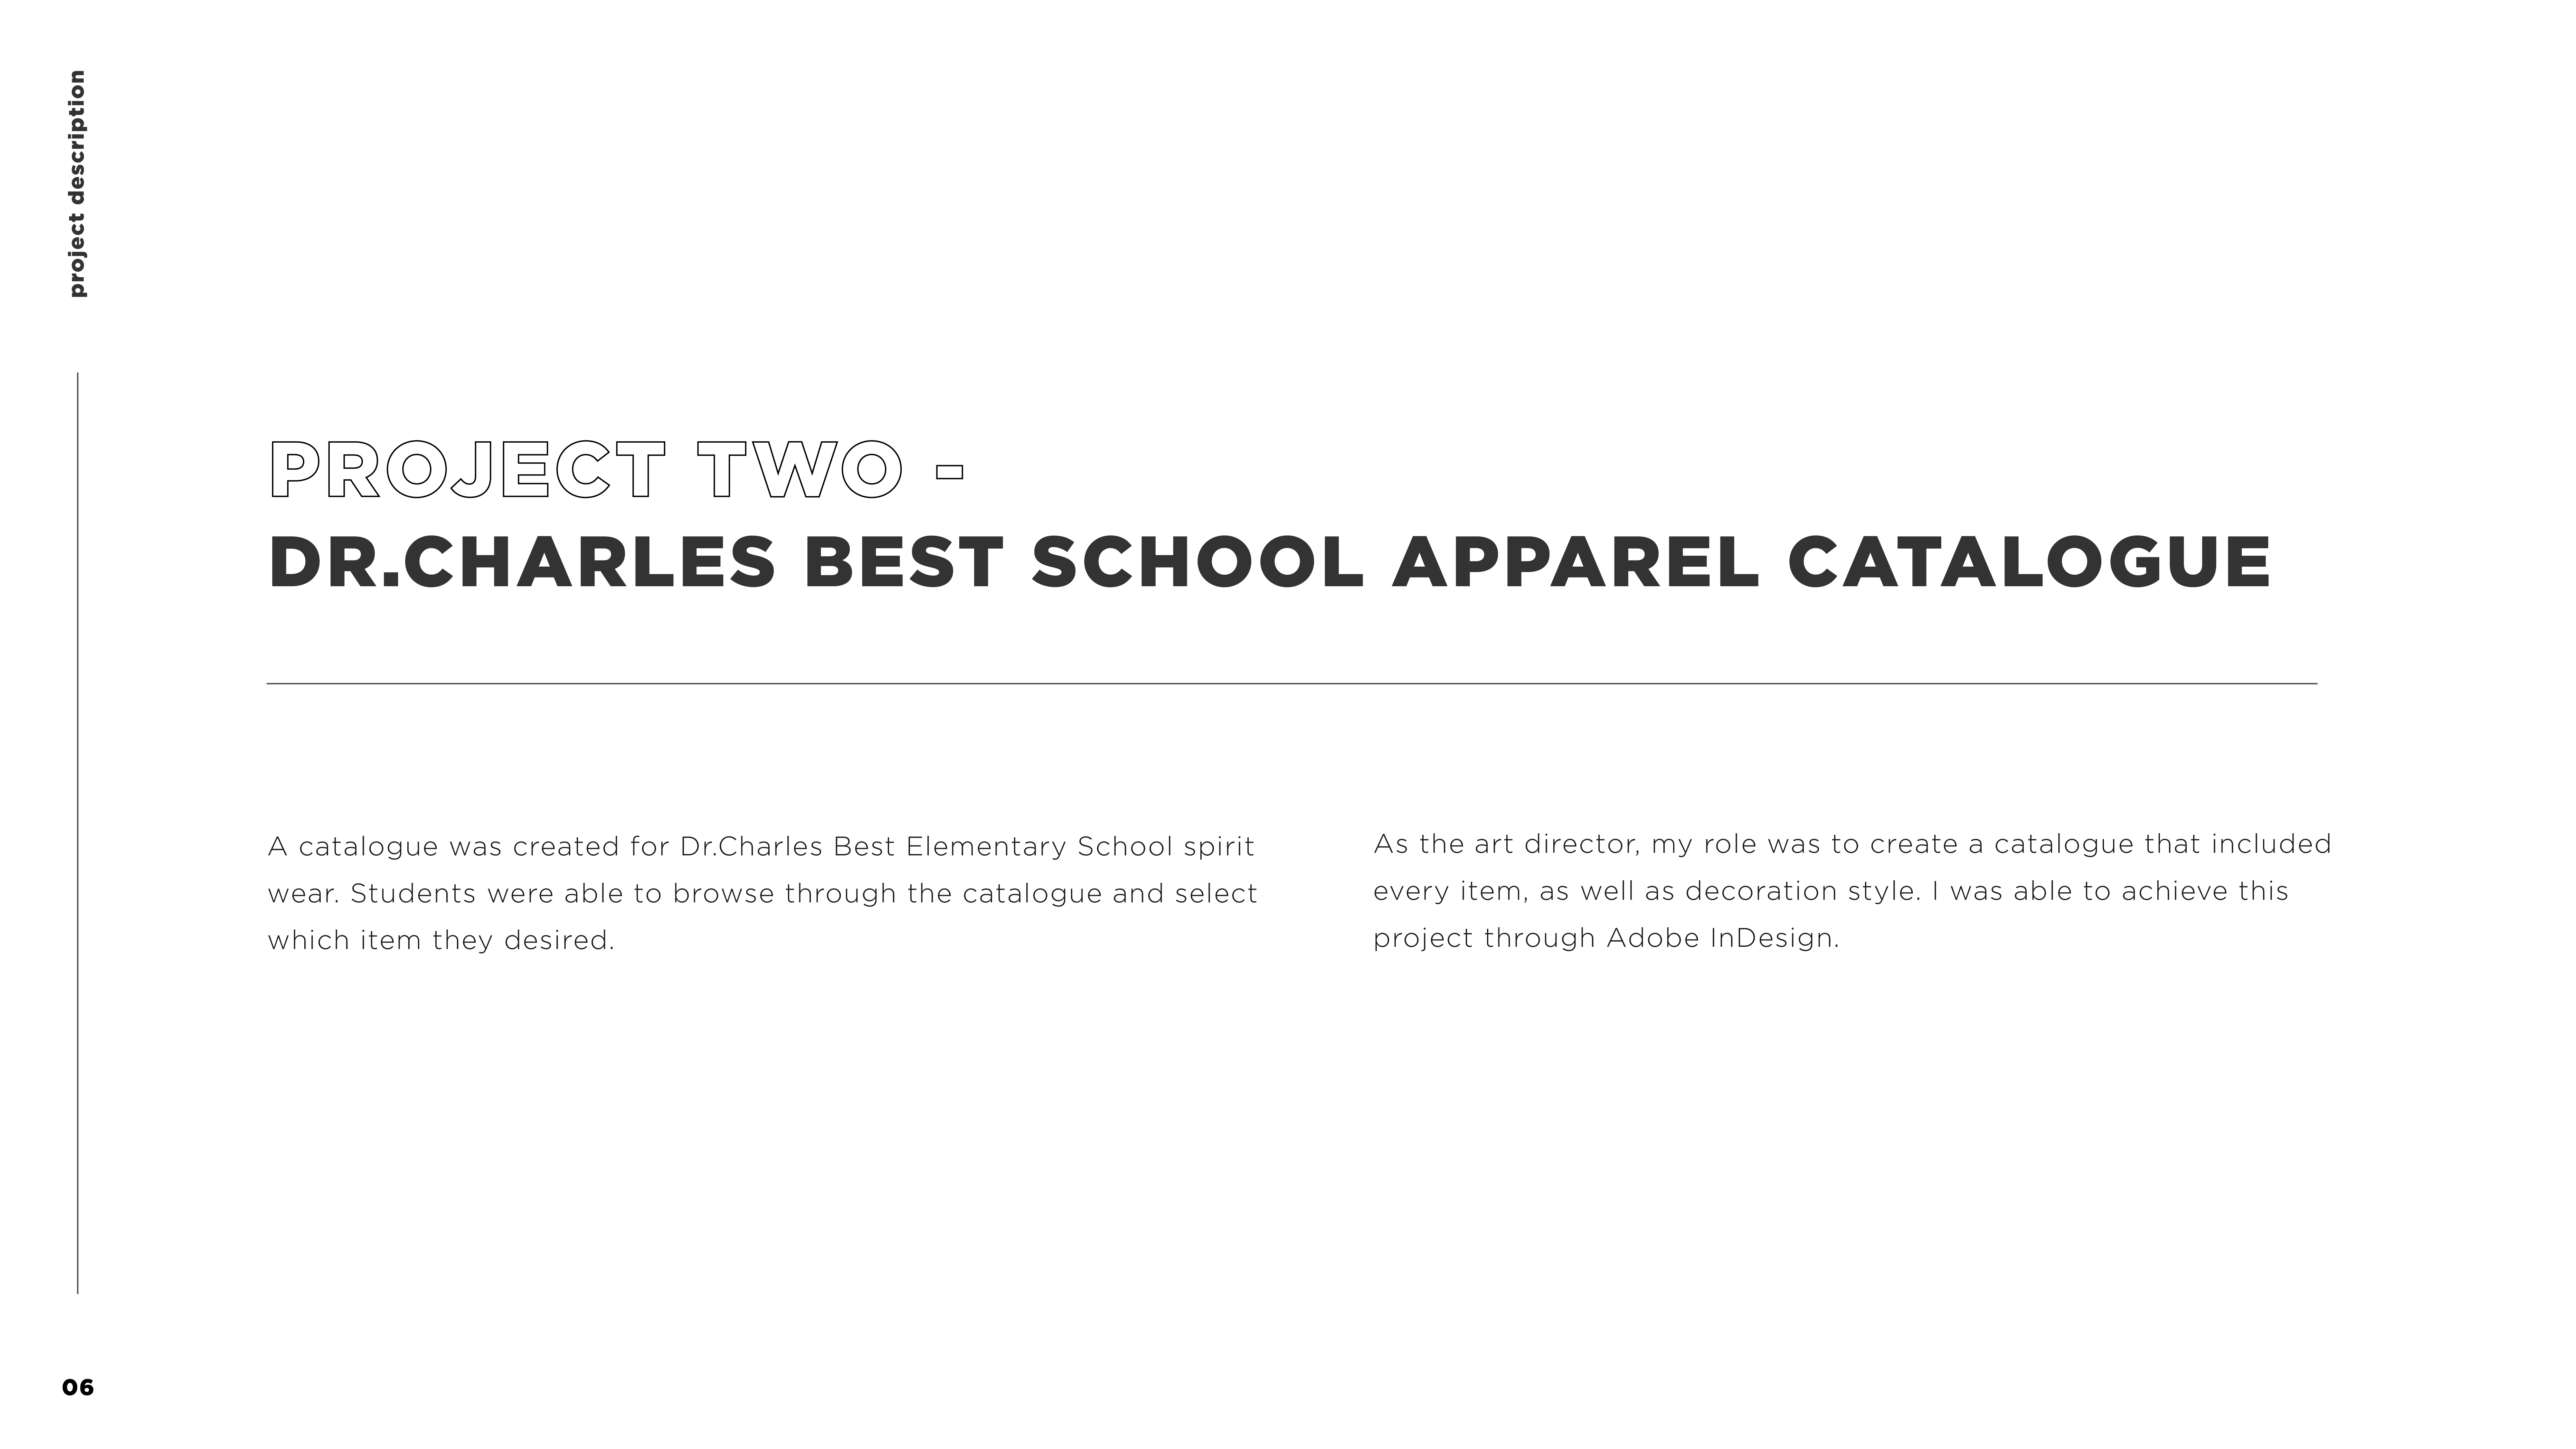 project description
PROJECT TWO -
DR.CHARLES BEST SCHOOL APPAREL CATALOGUE
A catalogue was created for Dr.Charles Best Elementary School spirit
wear. Students were able to browse through the catalogue and select
which item they desired.
As the art director, my role was to create a catalogue that included
every item, as well as decoration style. I was able to achieve this
project through Adobe InDesign.
06